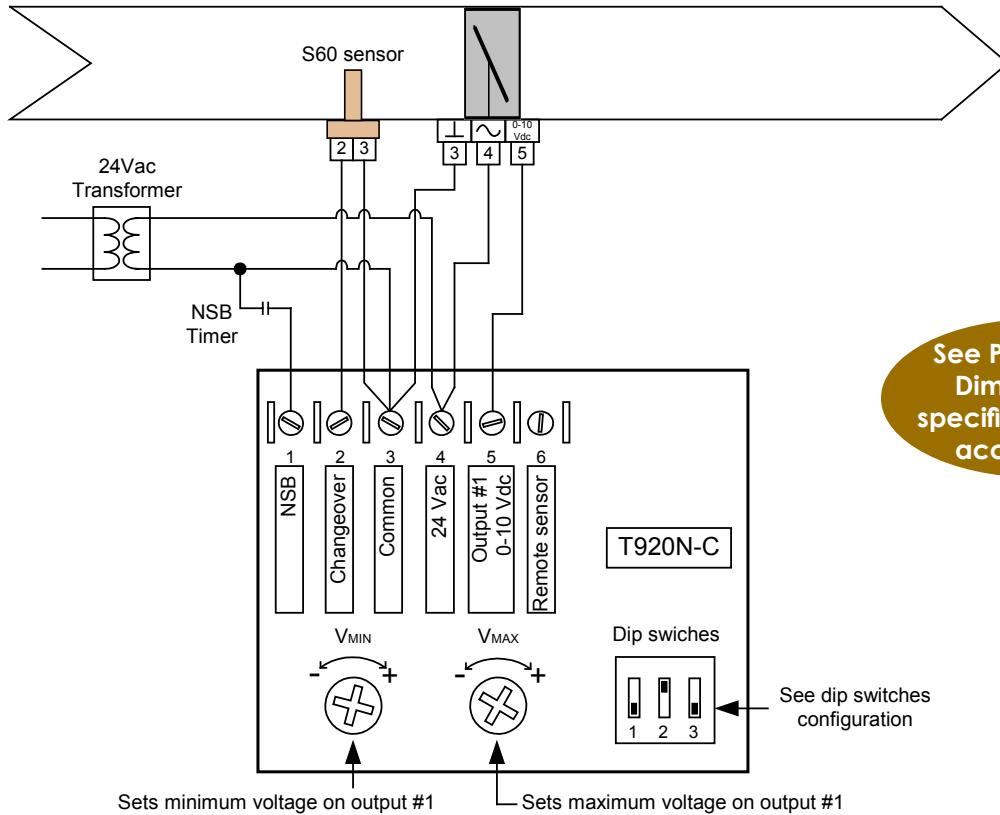 S60 sensor
0-10
Vdc
2 3
3 4 5
24Vac
Transformer
NSB
Timer
See P
Dim
specifi
acc
1 2 3 4 5 6
NSB
Changeover
Common
24 Vac
Output #1
0-10 Vdc
Remote sensor
T920N-C
VMIN
- +
VMAX
- +
Dip swiches
1 2 3
See dip switches
configuration
Sets minimum voltage on output #1
Sets maximum voltage on output #1